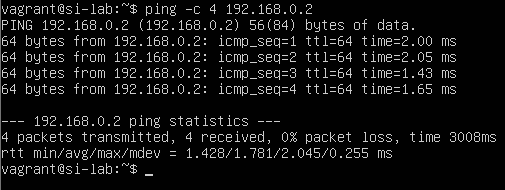 vagrant@si-lab:~$ ping -c 4 192.168.0.2
PING 192.168.0.2 (192.168.0.2) 56(84) bytes of data.
64 bytes from 192.168.0.2: icmp_seq=1 ttl=64 time=2.00 ms
64 bytes from 192.168.0.2: icmp_seq=2 ttl=64 time=2.05 ms
64 bytes from 192.168.0.2: icmp_seq=3 ttl=64 time=1.43 ms
64 bytes from 192.168.0.2: icmp_seq=4 ttl=64 time=1.65 ms

--- 192.168.0.2 ping statistics ---
4 packets transmitted, 4 received, 0% packet loss, time 3008ms
rtt min/avg/max/mdev = 1.428/1.781/2.045/0.255 ms
vagrant@si-lab:~$ _